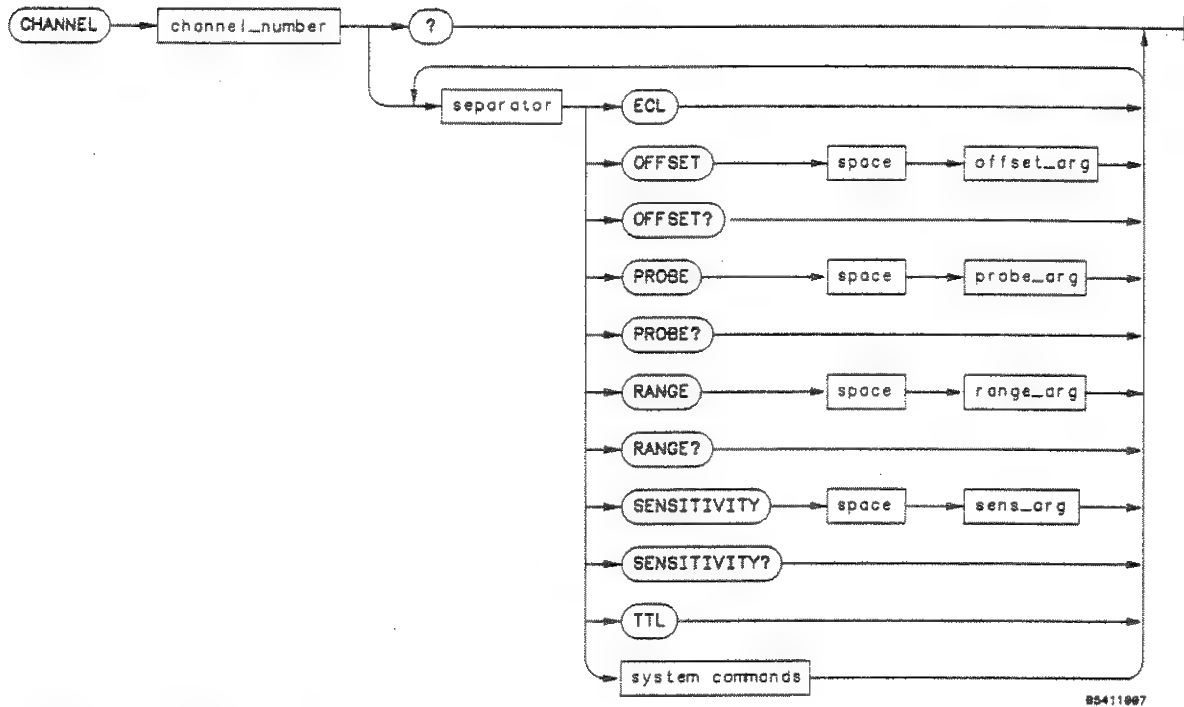 CHANNEL channel_number ?
separator ECL
OFFSET space offset_arg
OFFSET?
PROBE space probe_arg
PROBE?
RANGE space range_arg
RANGE?
SENSITIVITY space sens_arg
SENSITIVITY?
TTL
system commands